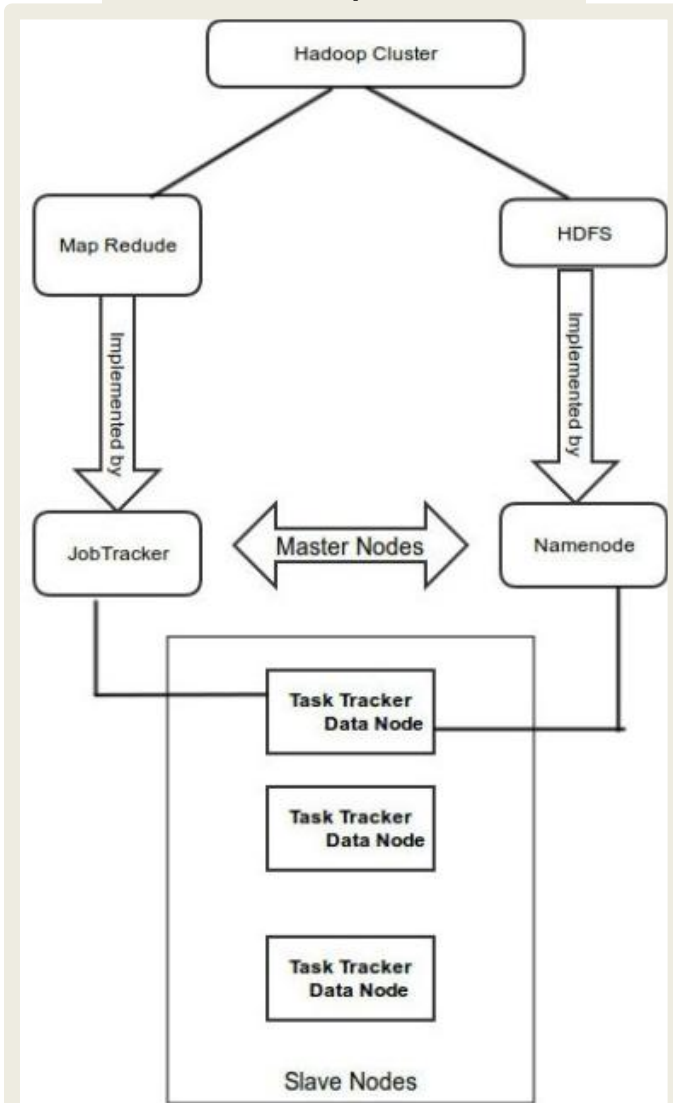 Hadoop Cluster
Map Redude
HDFS
Implemented by
Implemented by
JobTracker
Master Nodes
Namenode
Task Tracker
Data Node
Task Tracker
Data Node
Task Tracker
Data Node
Slave Nodes